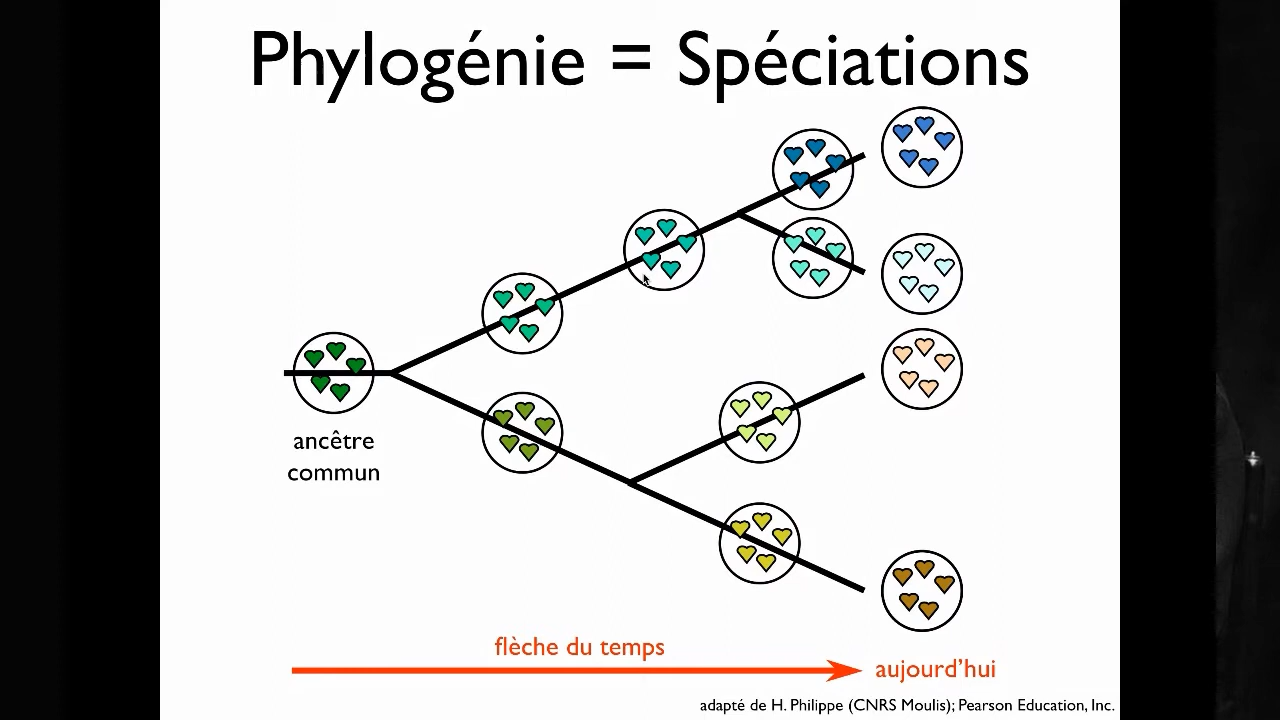 Phylogénie = Spéciations
ancêtre
commun
flèche du temps
aujourd'hui
adapté de H. Philippe (CNRS Moulis); Pearson Education, Inc.